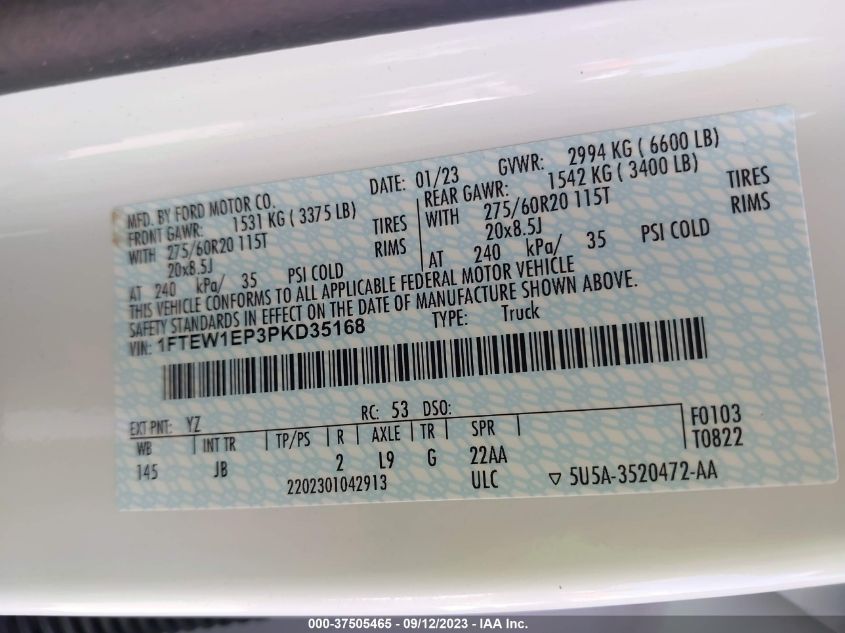 MFD. BY FORD MOTOR CO.
DATE: 01/23 GVWR: 2994 KG ( 6600 LB)
FRONT GAWR: 1531 KG ( 3375 LB)
WITH 275/60R20 115T TIRES
20x8.5J RIMS
AT 240 kPa/ 35 PSI COLD
REAR GAWR: 1542 KG ( 3400 LB)
WITH 275/60R20 115T TIRES
20x8.5J RIMS
AT 240 kPa/ 35 PSI COLD
THIS VEHICLE CONFORMS TO ALL APPLICABLE FEDERAL MOTOR VEHICLE
SAFETY STANDARDS IN EFFECT ON THE DATE OF MANUFACTURE SHOWN ABOVE.
VIN: 1FTEW1EP3PKD35168 TYPE: Truck
EXT PNT: YZ RC: 53 DSO:
WB INT TR TP/PS R AXLE TR SPR
145 JB 2 L9 G 22AA
F0103
T0822
2202301042913 ULC ▽ 5U5A-3520472-AA
000-37505465 - 09/12/2023 - IAA Inc.